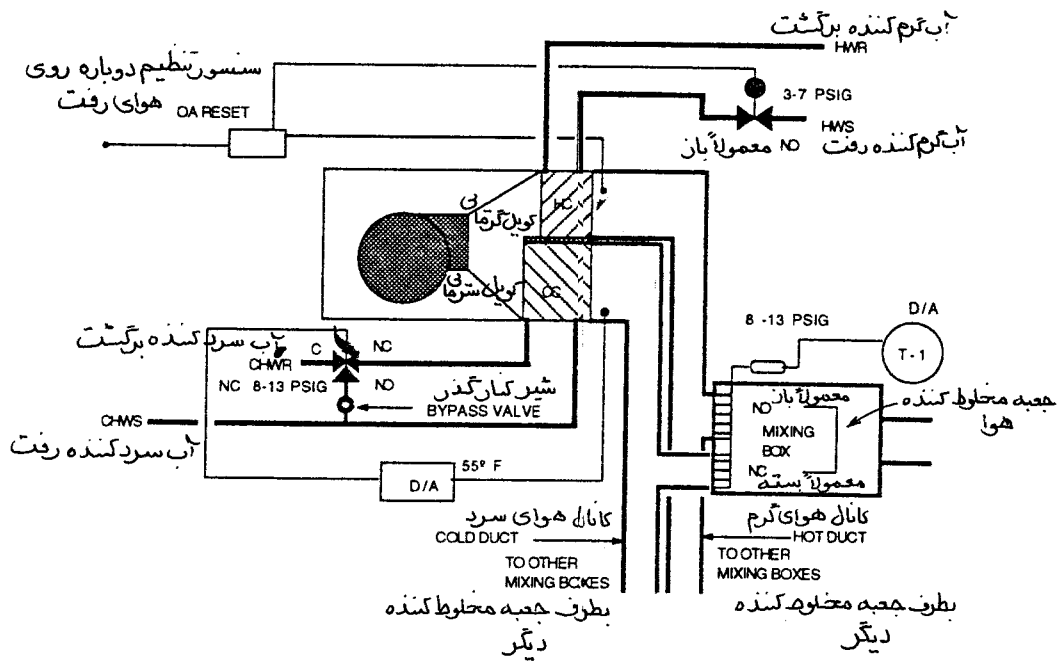 آب گرم کننده برگشت
HWR
سنسور تنظیم دوباره روی
هوای رفت
OA RESET
3-7 PSIG
HWS
معمولاً باز NO
آب گرم کننده رفت
HC
کویل گرمائی
کویل سرمائی
CC
8 -13 PSIG
D/A
T-1
آب سرد کننده برگشت
C
NC
CHWR
NC 8-13 PSIG
NO
شیر کنار گذر
BYPASS VALVE
CHWS
آب سرد کننده رفت
55º F
D/A
معمولاً باز
NO
MIXING
BOX
NC
معمولاً بسته
جعبه مخلوط کننده
هوا
کانال هوای سرد
COLD DUCT
TO OTHER
MIXING BOXES
بطرف جعبه مخلوط کننده
دیگر
کانال هوای گرم
HOT DUCT
TO OTHER
MIXING BOXES
بطرف جعبه مخلوط کننده
دیگر